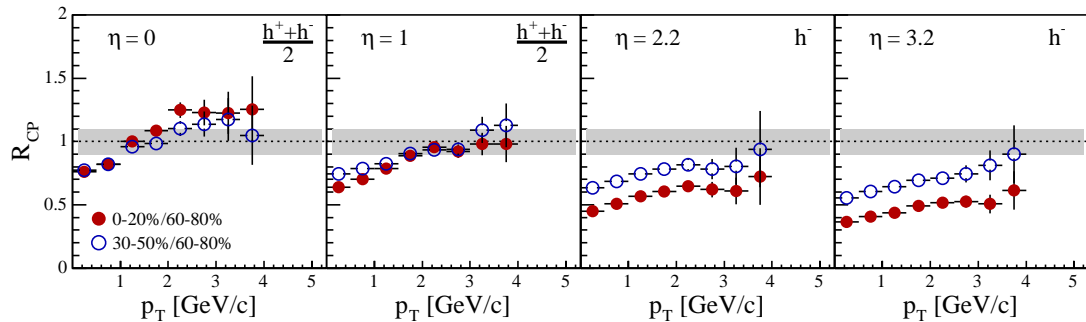 R_CP
2
1.5
1
0.5
0
η = 0
h⁺+h⁻
2
0-20%/60-80%
30-50%/60-80%
1 2 3 4 5
p_T [GeV/c]
η = 1
h⁺+h⁻
2
1 2 3 4 5
p_T [GeV/c]
η = 2.2
h⁻
1 2 3 4 5
p_T [GeV/c]
η = 3.2
h⁻
1 2 3 4 5
p_T [GeV/c]